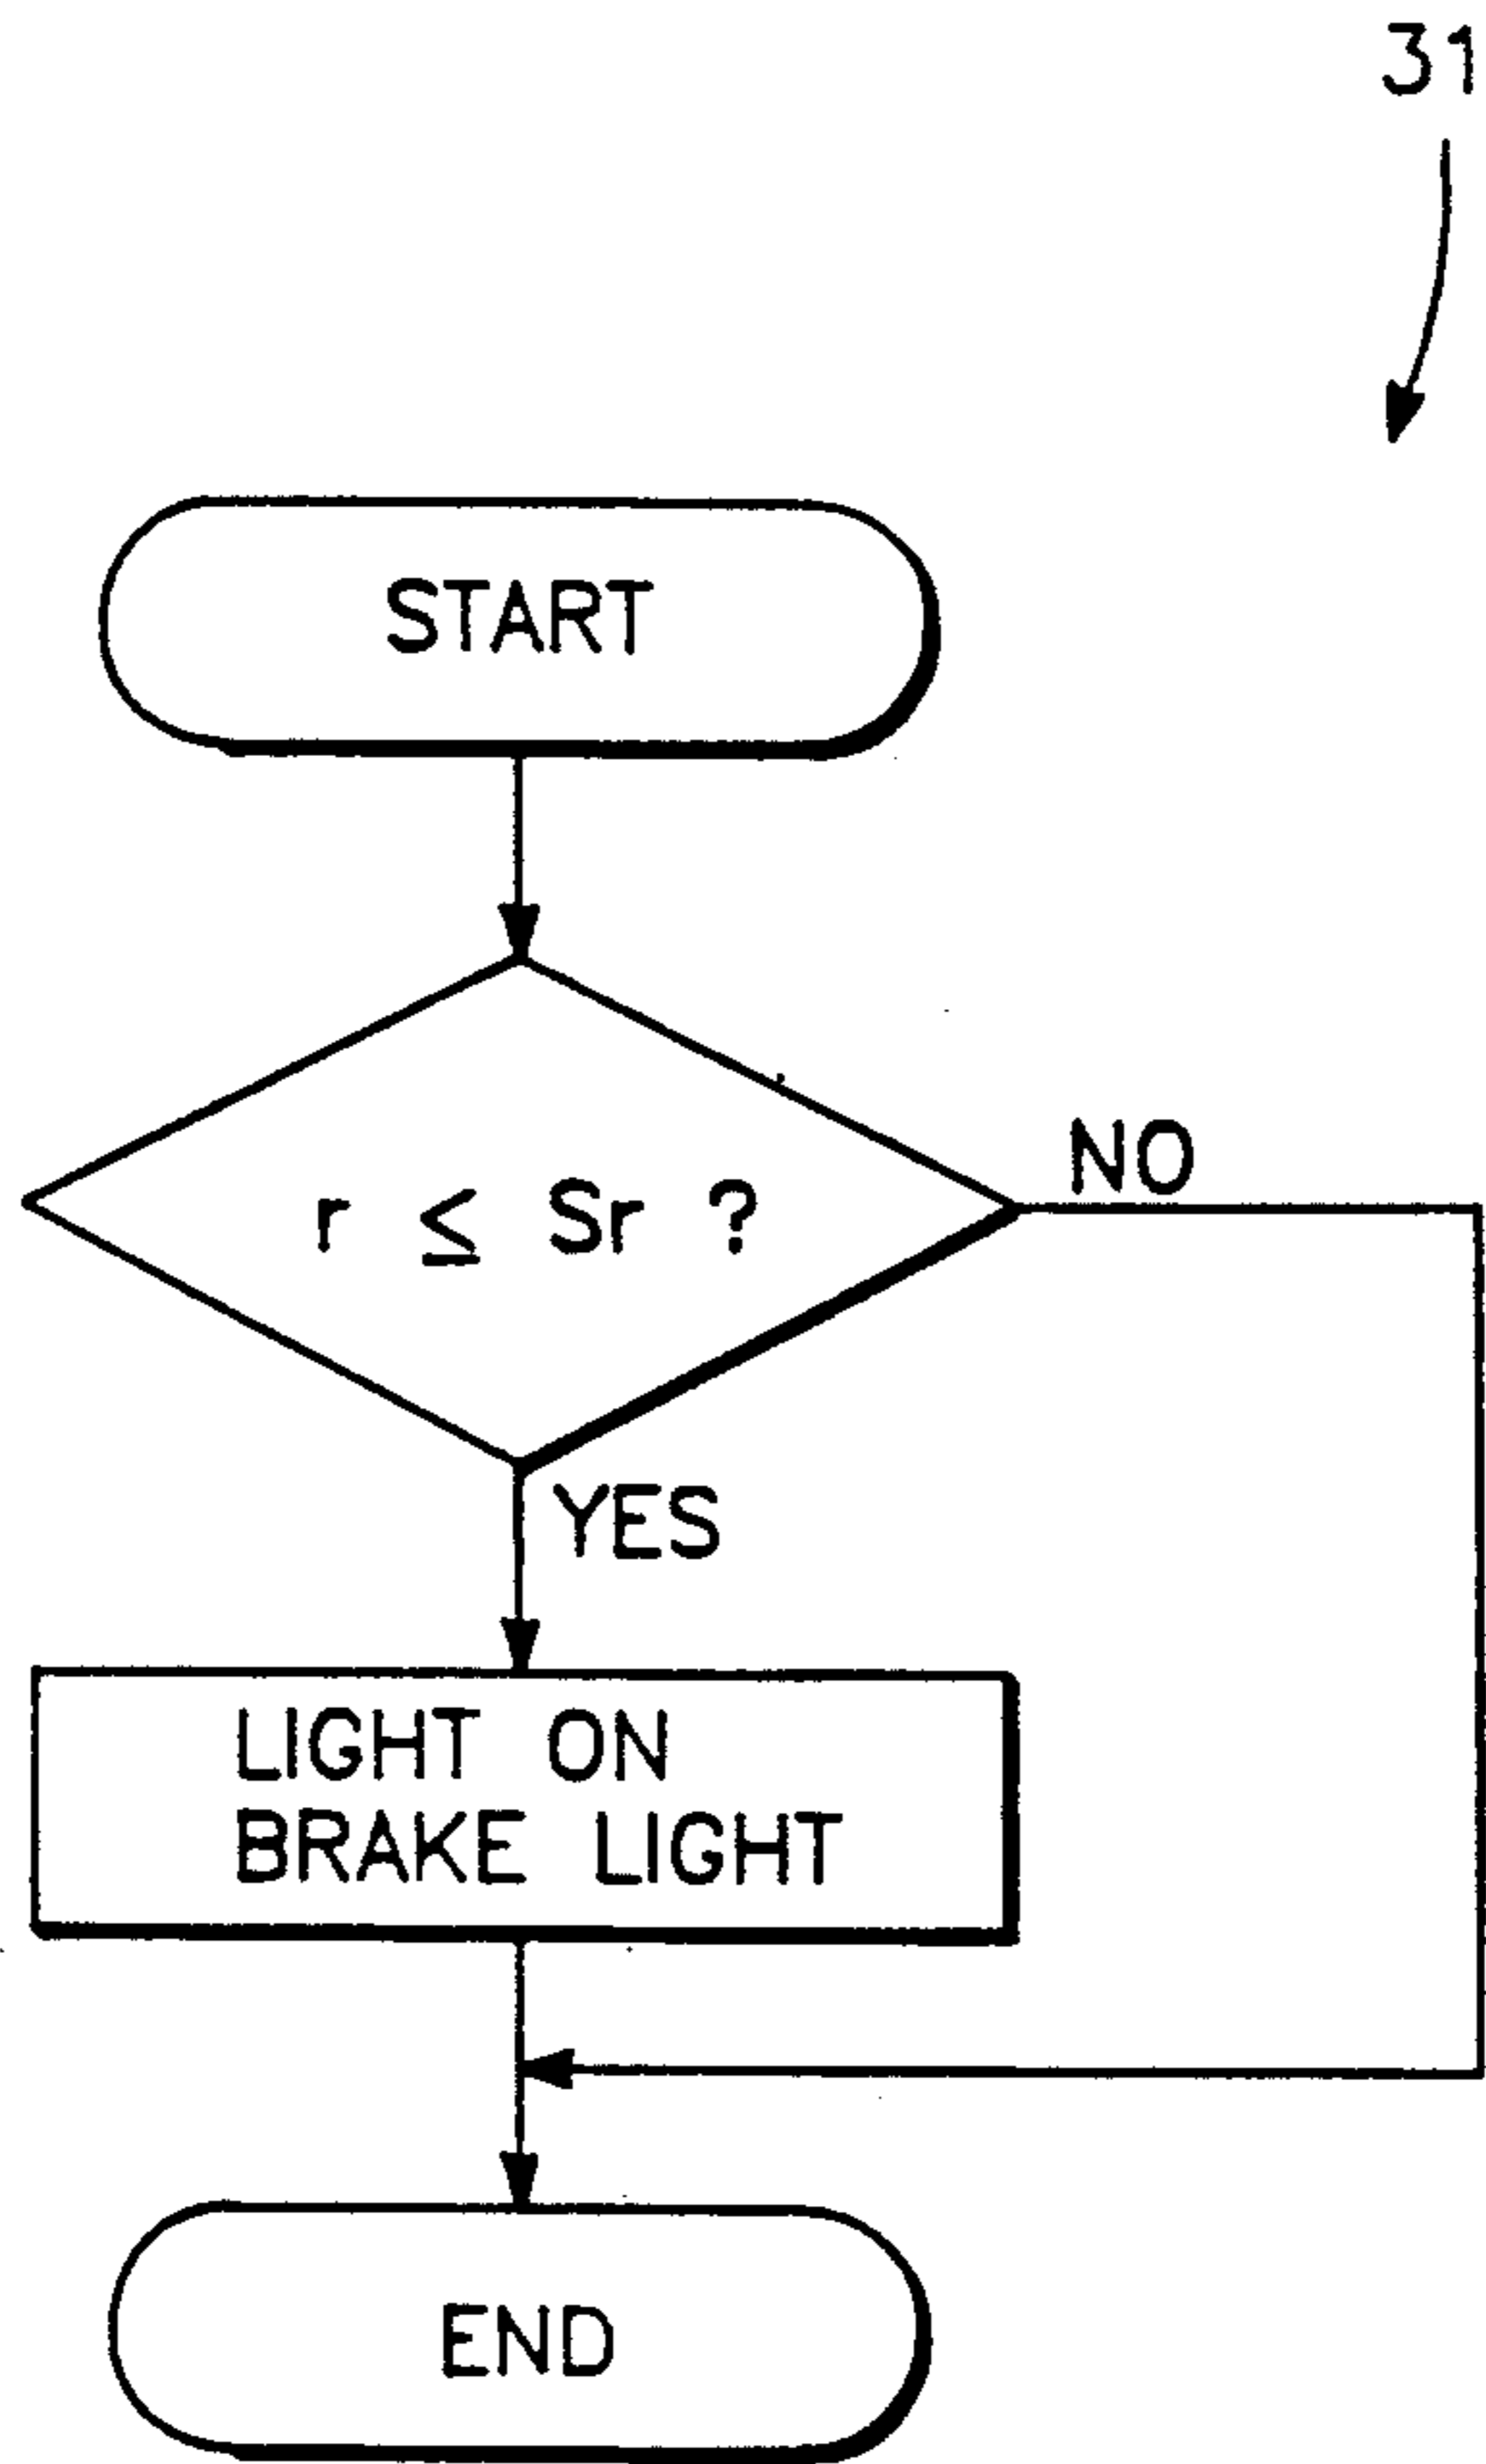 31
START
r ≤ Sr ?
NO
YES
LIGHT ON
BRAKE LIGHT
END